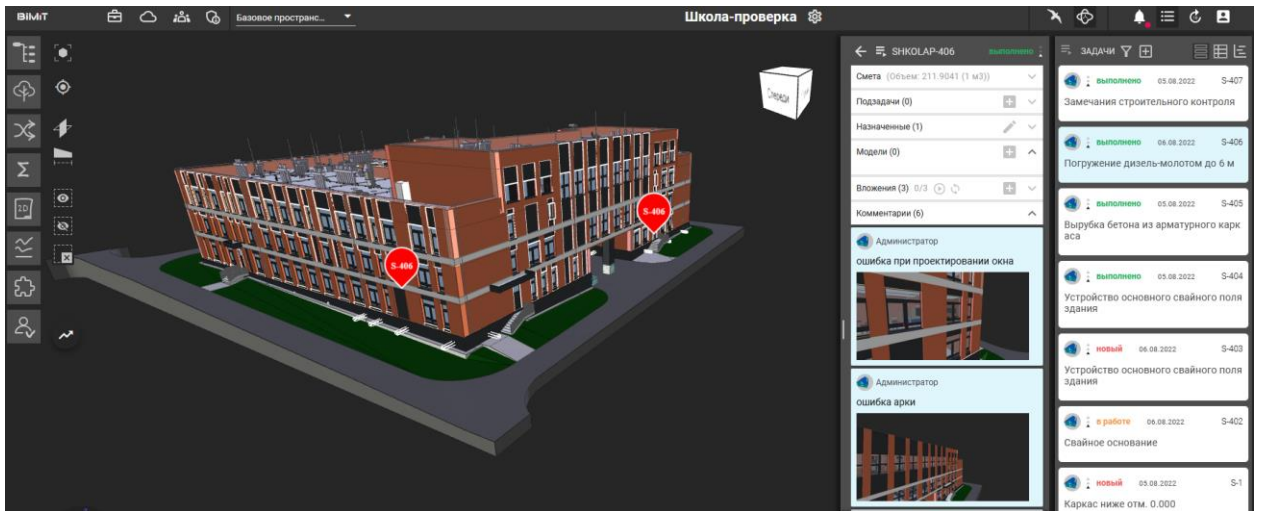 BIMIT
Базовое пространс...
Школа-проверка
2D
Спереди
S-406
S-406
SHKOLAP-406 выполнено
Смета (Объем: 211.9041 (1 м3))
Подзадачи (0)
Назначенные (1)
Модели (0)
Вложения (3) 0/3
Комментарии (6)
Администратор
ошибка при проектировании окна
Администратор
ошибка арки
ЗАДАЧИ
выполнено 05.08.2022 S-407
Замечания строительного контроля
выполнено 06.08.2022 S-406
Погружение дизель-молотом до 6 м
выполнено 05.08.2022 S-405
Вырубка бетона из арматурного карк
аса
выполнено 05.08.2022 S-404
Устройство основного свайного поля
здания
новый 06.08.2022 S-403
Устройство основного свайного поля
здания
в работе 06.08.2022 S-402
Свайное основание
новый 05.08.2022 S-1
Каркас ниже отм. 0.000